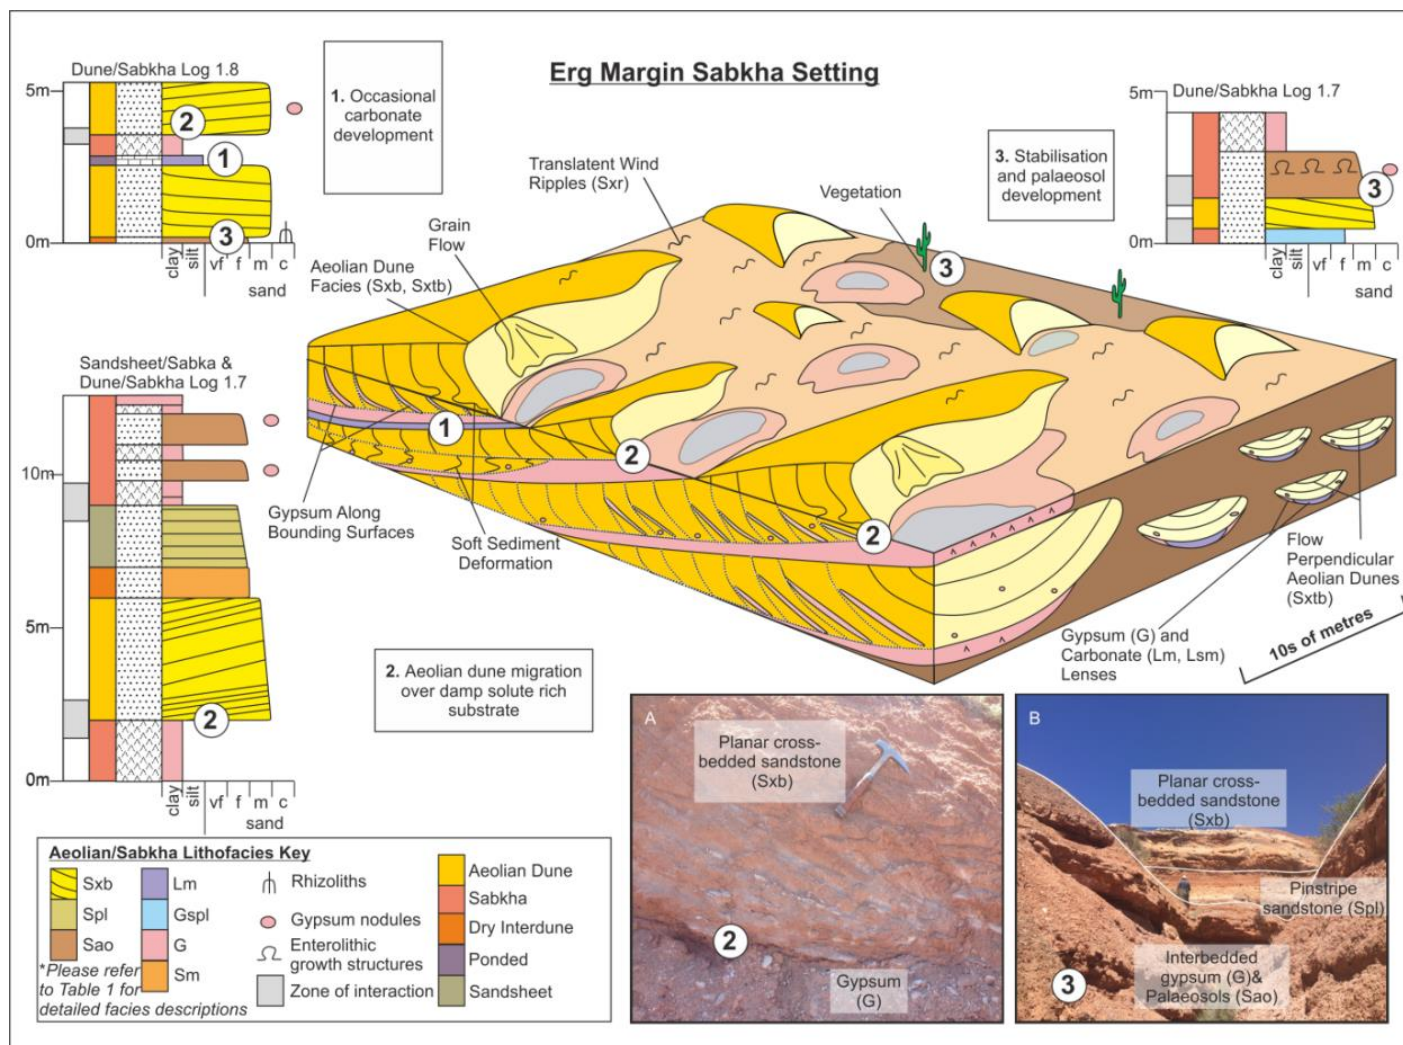 Erg Margin Sabkha Setting
Dune/Sabkha Log 1.8
5m
0m
2
1
3
clay
silt
vf
f
m
c
sand
1. Occasional
carbonate
development
Translatent Wind
Ripples (Sxr)
Grain
Flow
Aeolian Dune
Facies (Sxb, Sxtb)
Vegetation
3
3. Stabilisation
and palaeosol
development
Dune/Sabkha Log 1.7
5m
0m
3
clay
silt
vf
f
m
c
sand
Sandsheet/Sabka &
Dune/Sabkha Log 1.7
10m
5m
0m
2
clay
silt
vf
f
m
c
sand
1
2
2
Gypsum Along
Bounding Surfaces
Soft Sediment
Deformation
Flow
Perpendicular
Aeolian Dunes
(Sxtb)
Gypsum (G) and
Carbonate (Lm, Lsm)
Lenses
10s of metres
2. Aeolian dune migration
over damp solute rich
substrate
Aeolian/Sabkha Lithofacies Key
Sxb
Spl
Sao
Lm
Gspl
G
Sm
*Please refer
to Table 1 for
detailed facies descriptions
Rhizoliths
Gypsum nodules
Enterolithic
growth structures
Zone of interaction
Aeolian Dune
Sabkha
Dry Interdune
Ponded
Sandsheet
A
Planar cross-
bedded sandstone
(Sxb)
2
Gypsum
(G)
B
Planar cross-
bedded sandstone
(Sxb)
Pinstripe
sandstone (Spl)
Interbedded
gypsum (G)&
Palaeosols (Sao)
3